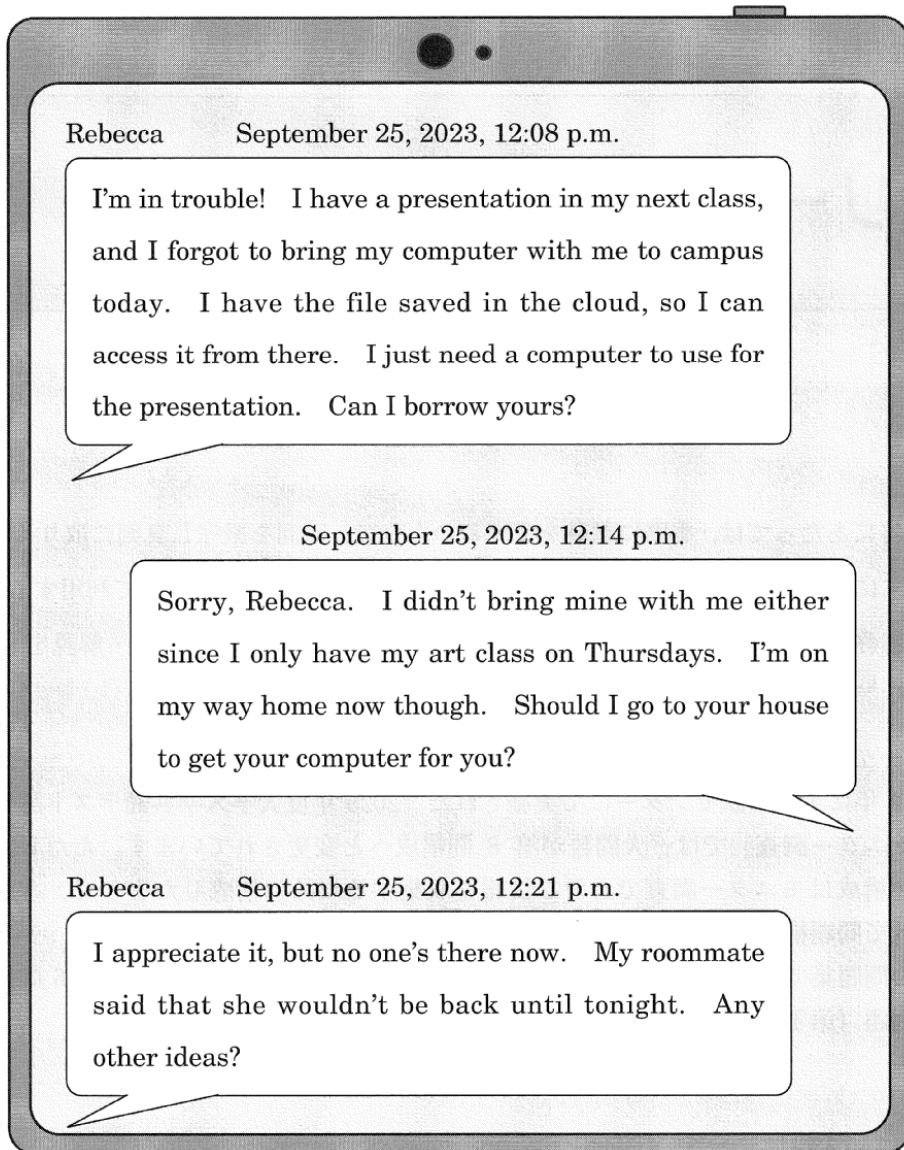 Rebecca September 25, 2023, 12:08 p.m.
I'm in trouble! I have a presentation in my next class,
and I forgot to bring my computer with me to campus
today. I have the file saved in the cloud, so I can
access it from there. I just need a computer to use for
the presentation. Can I borrow yours?
September 25, 2023, 12:14 p.m.
Sorry, Rebecca. I didn't bring mine with me either
since I only have my art class on Thursdays. I'm on
my way home now though. Should I go to your house
to get your computer for you?
Rebecca September 25, 2023, 12:21 p.m.
I appreciate it, but no one's there now. My roommate
said that she wouldn't be back until tonight. Any
other ideas?